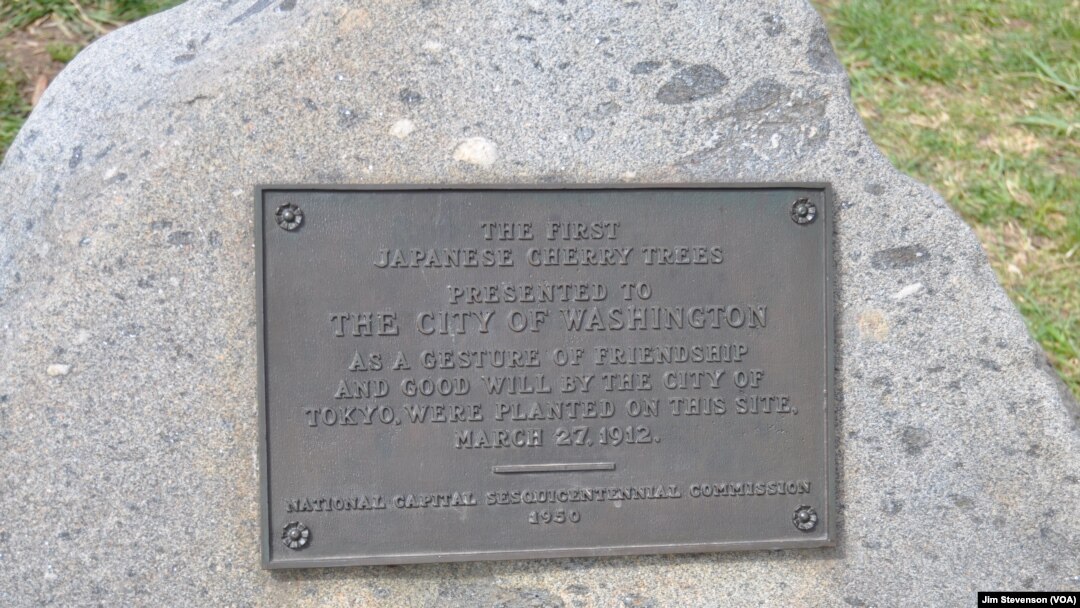 THE FIRST
JAPANESE CHERRY TREES
PRESENTED TO
THE CITY OF WASHINGTON
AS A GESTURE OF FRIENDSHIP
AND GOOD WILL BY THE CITY OF
TOKYO, WERE PLANTED ON THIS SITE,
MARCH 27, 1912.
NATIONAL CAPITAL SESQUICENTENNIAL COMMISSION
1950
Jim Stevenson (VOA)